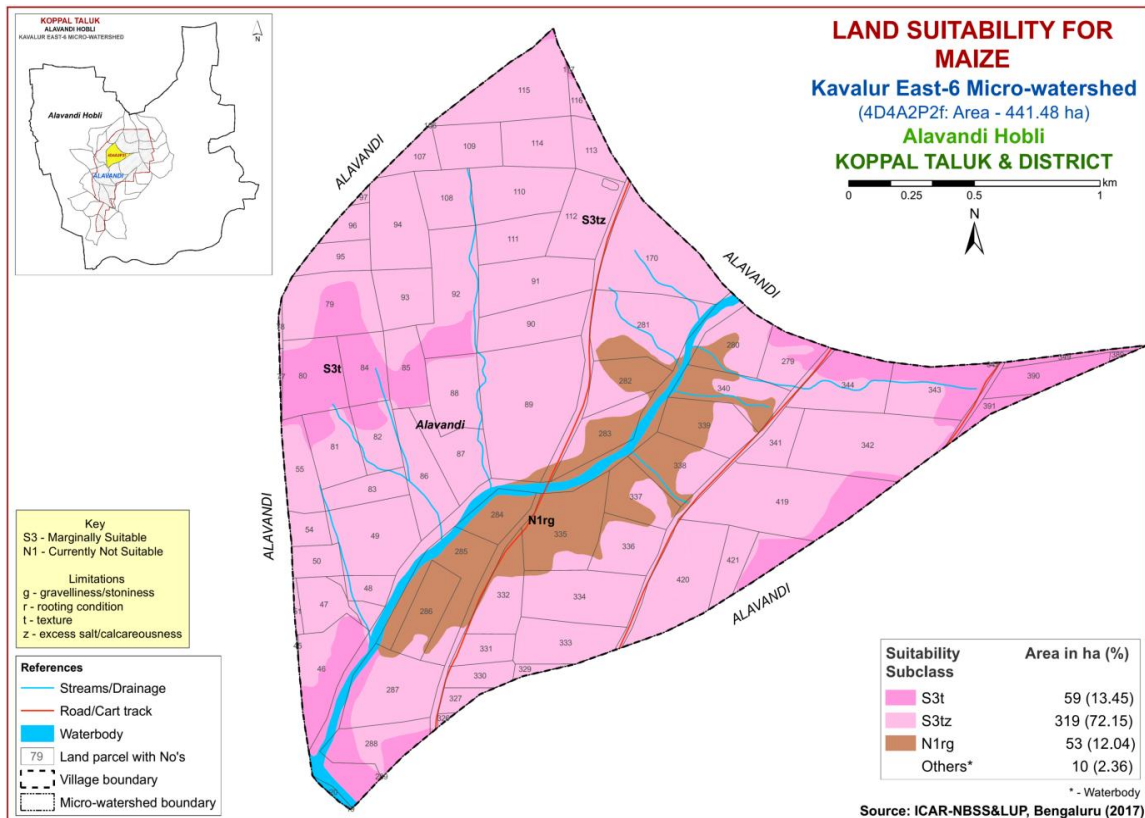 KOPPAL TALUK
ALAVANDI HOBLI
KAVALUR EAST-6 MICRO-WATERSHED
N
Alavandi Hobli
ALAVANDI
LAND SUITABILITY FOR
MAIZE
Kavalur East-6 Micro-watershed
(4D4A2P2f: Area - 441.48 ha)
Alavandi Hobli
KOPPAL TALUK & DISTRICT
0 0.25 0.5 1 km
N
115
116
109
114
107
113
110
108
ALAVANDI
97
112
S3tz
96
94
111
95
170
ALAVANDI
91
92
93
79
90
281
280
279
S3t
84
85
80
282
340
344
343
390
88
391
89
Alavandi
283
339
82
81
87
341
342
338
55
86
83
337
419
284
N1rg
54
335
49
285
336
421
50
420
48
332
334
47
286
ALAVANDI
ALAVANDI
333
331
46
329
330
287
327
288
Key
S3 - Marginally Suitable
N1 - Currently Not Suitable
Limitations
g - gravelliness/stoniness
r - rooting condition
t - texture
z - excess salt/calcareousness
References
Streams/Drainage
Road/Cart track
Waterbody
79 Land parcel with No's
Village boundary
Micro-watershed boundary
Suitability Subclass Area in ha (%)
S3t 59 (13.45)
S3tz 319 (72.15)
N1rg 53 (12.04)
Others* 10 (2.36)
* - Waterbody
Source: ICAR-NBSS&LUP, Bengaluru (2017)